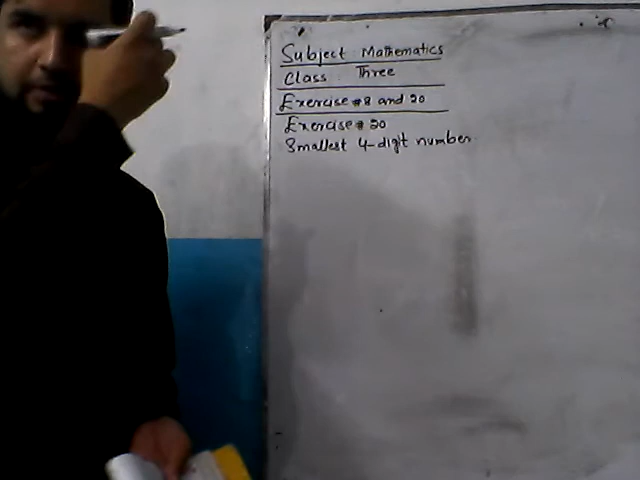 Subject Mathematics
Class Three
Exercise # 8 and 20
Exercise # 20
Smallest 4-digit number